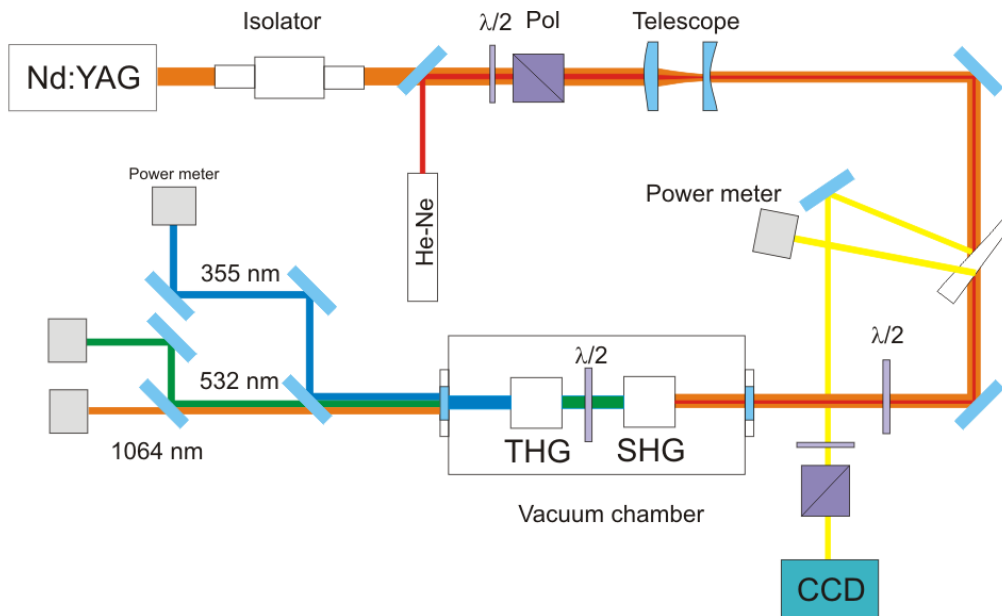 Isolator
λ/2
Pol
Telescope
Nd:YAG
Power meter
Power meter
He-Ne
355 nm
532 nm
λ/2
λ/2
1064 nm
THG
SHG
Vacuum chamber
CCD